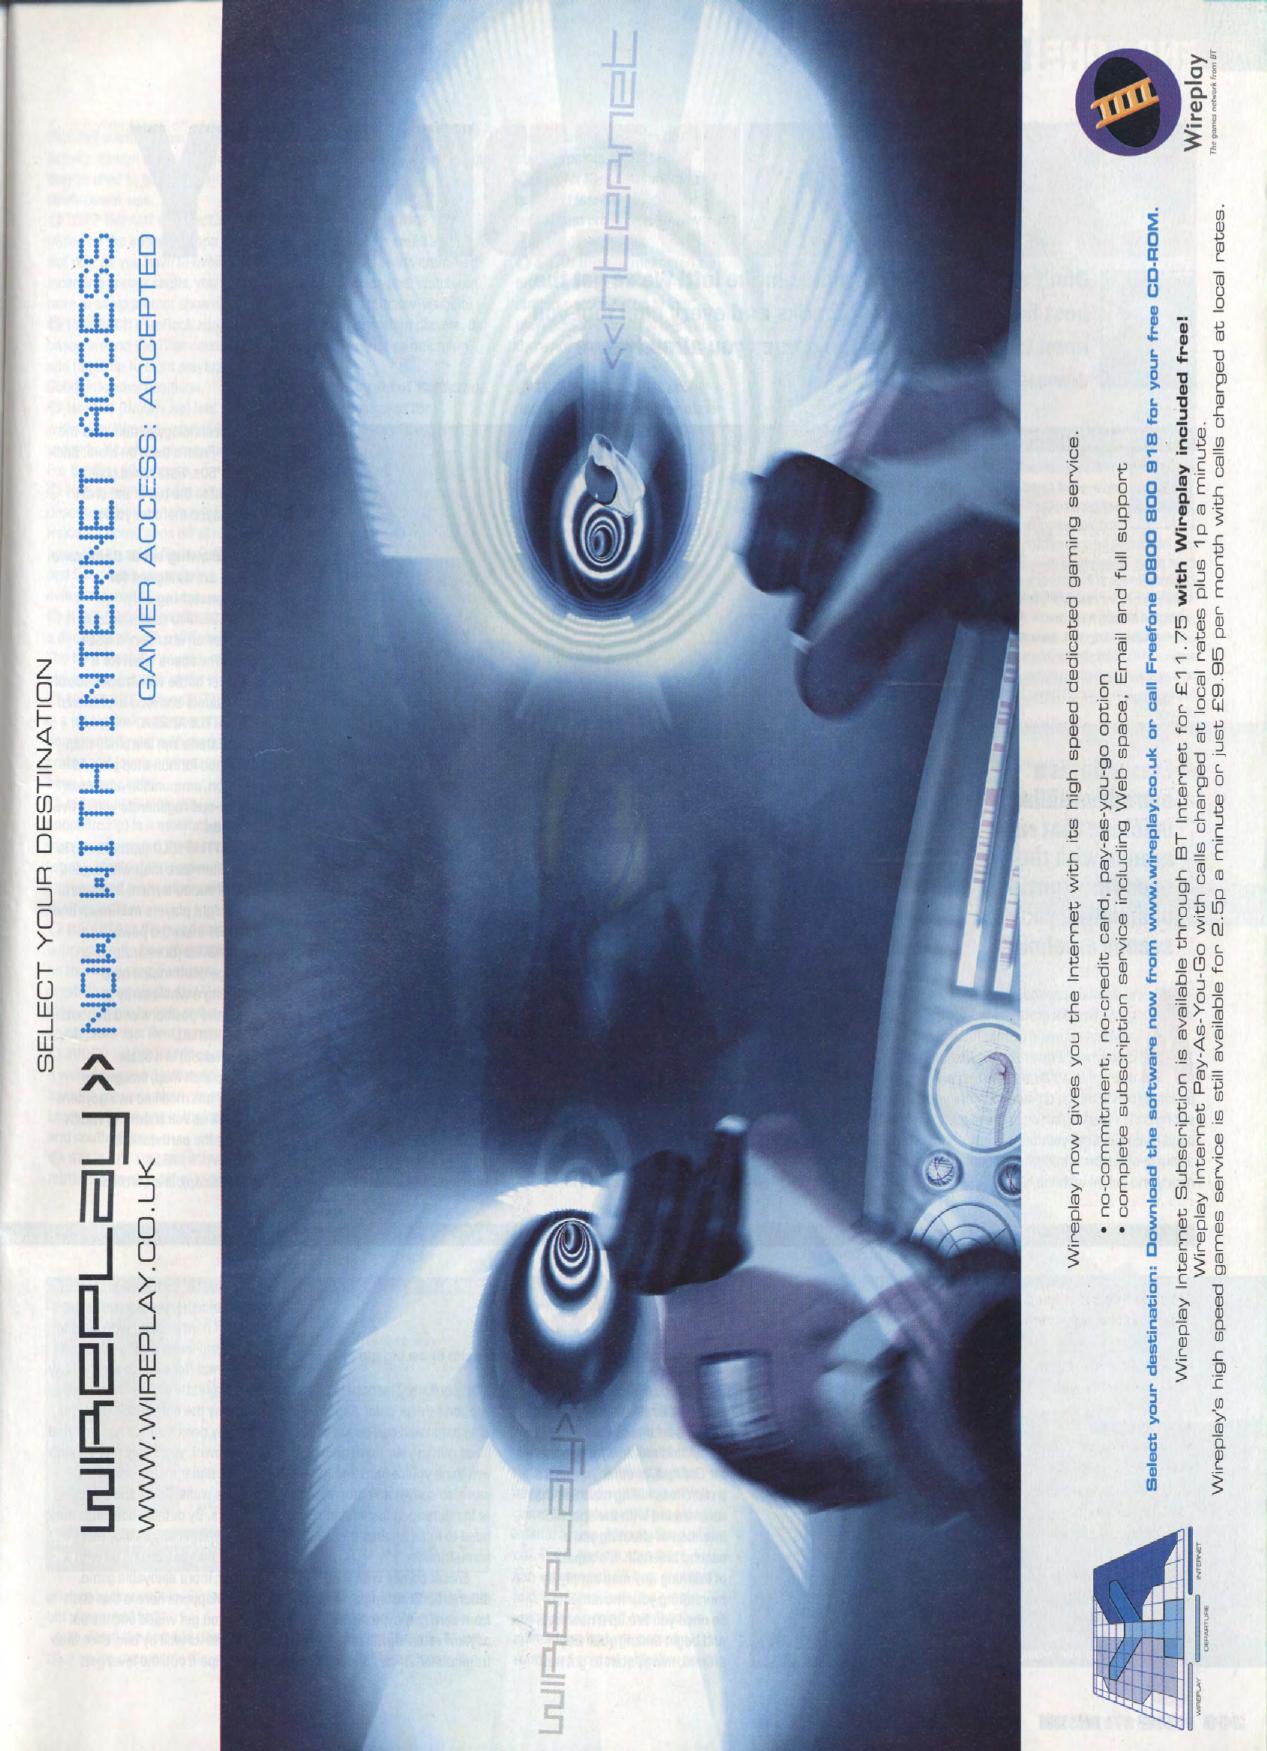 SELECT YOUR DESTINATION
WIREPLAY >> NOW WITH INTERNET ACCESS
WWW.WIREPLAY.CO.UK
GAMER ACCESS: ACCEPTED
WIREPLAY>>
<<INTERNET
Wireplay now gives you the Internet with its high speed dedicated gaming service.
• no-commitment, no-credit card, pay-as-you-go option
• complete subscription service including Web space, Email and full support
Select your destination: Download the software now from www.wireplay.co.uk or call Freefone 0800 800 918 for your free CD-ROM.
Wireplay Internet Subscription is available through BT Internet for £11.75 with Wireplay included free!
Wireplay Internet Pay-As-You-Go with calls charged at local rates plus 1p a minute.
Wireplay's high speed games service is still available for 2.5p a minute or just £9.95 per month with calls charged at local rates.
WIREPLAY
DEPARTURE
INTERNET
Wireplay
The games network from BT